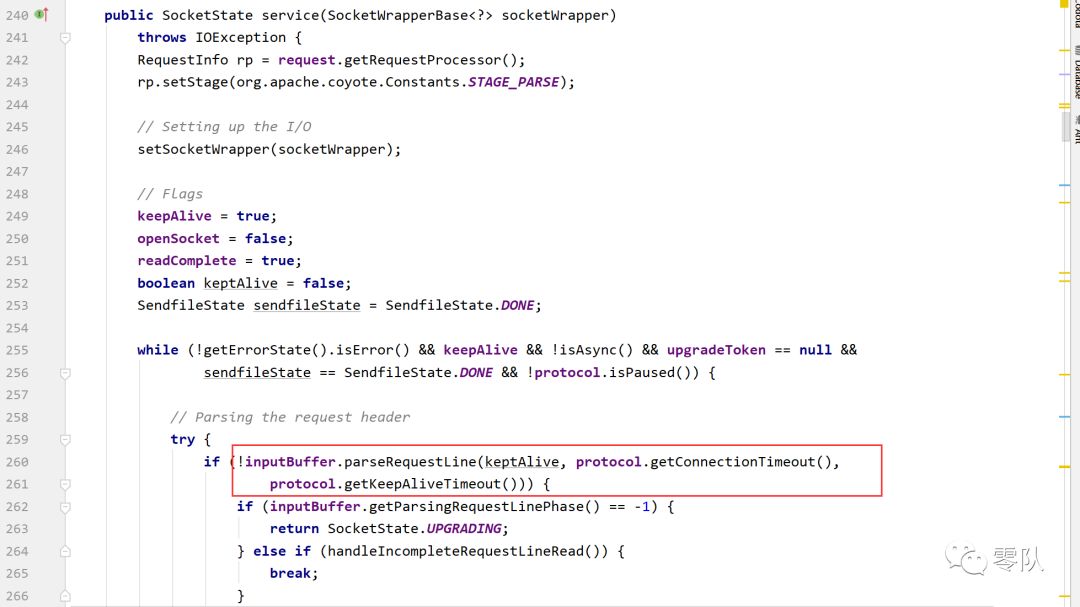 240 public SocketState service(SocketWrapperBase<?> socketWrapper)
241 throws IOException {
242 RequestInfo rp = request.getRequestProcessor();
243 rp.setStage(org.apache.coyote.Constants.STAGE_PARSE);
244
245 // Setting up the I/O
246 setSocketWrapper(socketWrapper);
247
248 // Flags
249 keepAlive = true;
250 openSocket = false;
251 readComplete = true;
252 boolean keptAlive = false;
253 SendfileState sendfileState = SendfileState.DONE;
254
255 while (!getErrorState().isError() && keepAlive && !isAsync() && upgradeToken == null &&
256 sendfileState == SendfileState.DONE && !protocol.isPaused()) {
257
258 // Parsing the request header
259 try {
260 if (!inputBuffer.parseRequestLine(keptAlive, protocol.getConnectionTimeout(),
261 protocol.getKeepAliveTimeout())) {
262 if (inputBuffer.getParsingRequestLinePhase() == -1) {
263 return SocketState.UPGRADING;
264 } else if (handleIncompleteRequestLineRead()) {
265 break;
266 }
Database
Ant
零队